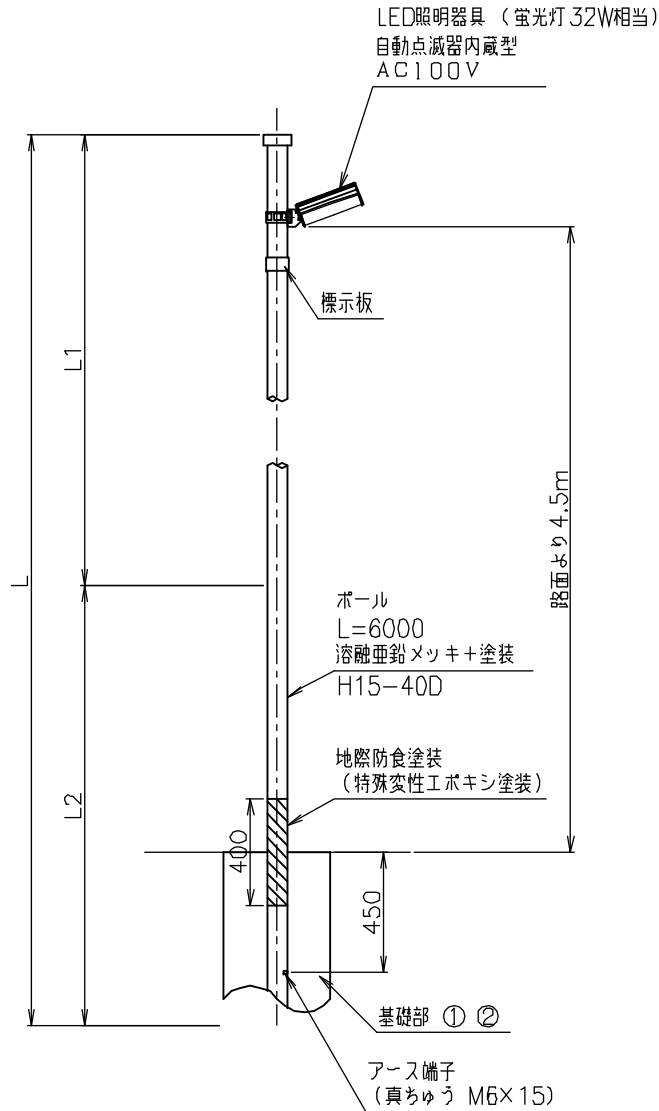 LED照明器具 （蛍光灯32W相当）
自動点滅器内蔵型
AC100V
標示板
L1
L
路面より4.5m
ポール
L=6000
溶融亜鉛メッキ＋塗装
H15-40D
地際防食塗装
（特殊変性エポキシ塗装）
L2
400
450
基礎部 ① ②
アース端子
（真ちゅう M6×15）